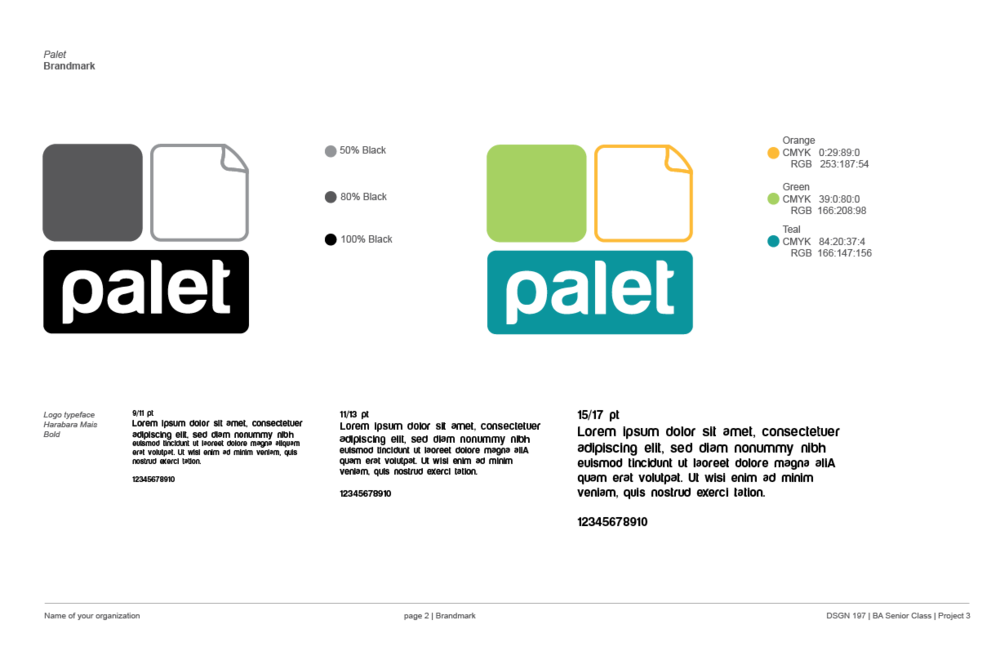 Palet
Brandmark
50% Black
80% Black
100% Black
palet
Orange
CMYK 0:29:89:0
RGB 253:187:54
Green
CMYK 39:0:80:0
RGB 166:208:98
Teal
CMYK 84:20:37:4
RGB 166:147:156
palet
Logo typeface
Harabara Mais
Bold
9/11 pt
Lorem ipsum dolor sit amet, consectetuer
adipiscing elit, sed diam nonummy nibh
euismod tincidunt ut laoreet dolore magna aliquam
erat volutpat. Ut wisi enim ad minim veniam, quis
nostrud exerci tation.
12345678910
11/13 pt
Lorem ipsum dolor sit amet, consectetuer
adipiscing elit, sed diam nonummy nibh
euismod tincidunt ut laoreet dolore magna aliA
quam erat volutpat. Ut wisi enim ad minim
veniam, quis nostrud exerci tation.
12345678910
15/17 pt
Lorem ipsum dolor sit amet, consectetuer
adipiscing elit, sed diam nonummy nibh
euismod tincidunt ut laoreet dolore magna aliA
quam erat volutpat. Ut wisi enim ad minim
veniam, quis nostrud exerci tation.
12345678910
Name of your organization
page 2 | Brandmark
DSGN 197 | BA Senior Class | Project 3